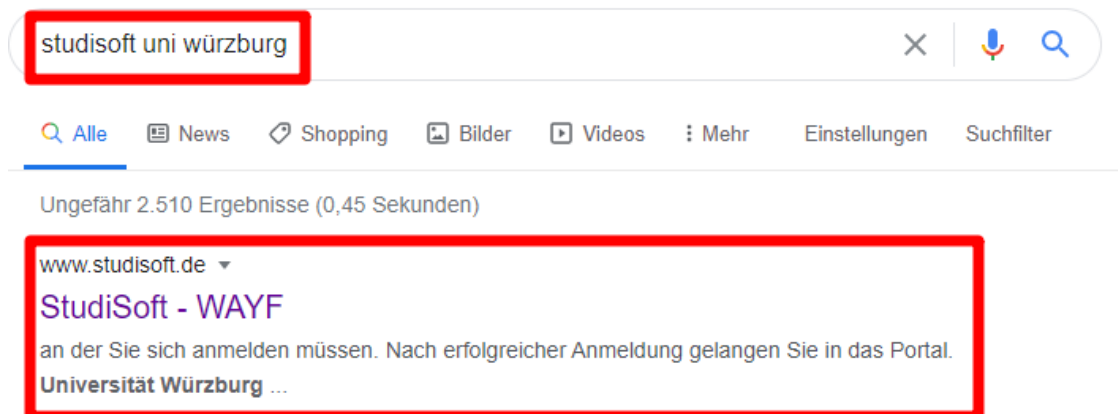 studisoft uni würzburg
Alle News Shopping Bilder Videos Mehr Einstellungen Suchfilter
Ungefähr 2.510 Ergebnisse (0,45 Sekunden)
www.studisoft.de
StudiSoft - WAYF
an der Sie sich anmelden müssen. Nach erfolgreicher Anmeldung gelangen Sie in das Portal.
Universität Würzburg ...